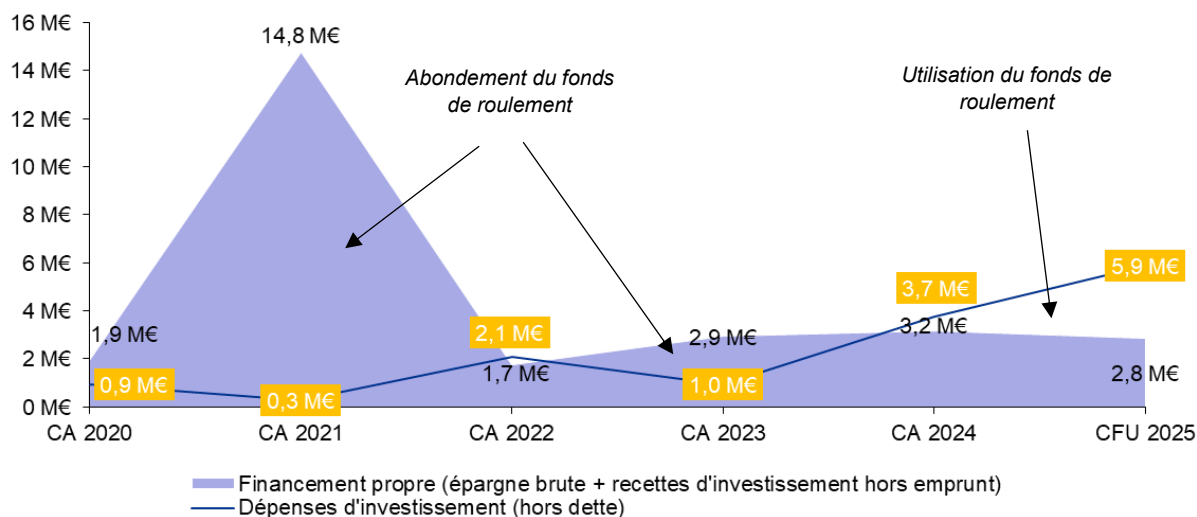 16 M€
14 M€
12 M€
10 M€
8 M€
6 M€
4 M€
2 M€
0 M€
14,8 M€
Abondement du fonds
de roulement
Utilisation du fonds de
roulement
1,9 M€
0,9 M€
0,3 M€
2,1 M€
1,7 M€
2,9 M€
1,0 M€
3,7 M€
3,2 M€
5,9 M€
2,8 M€
CA 2020
CA 2021
CA 2022
CA 2023
CA 2024
CFU 2025
Financement propre (épargne brute + recettes d'investissement hors emprunt)
Dépenses d'investissement (hors dette)